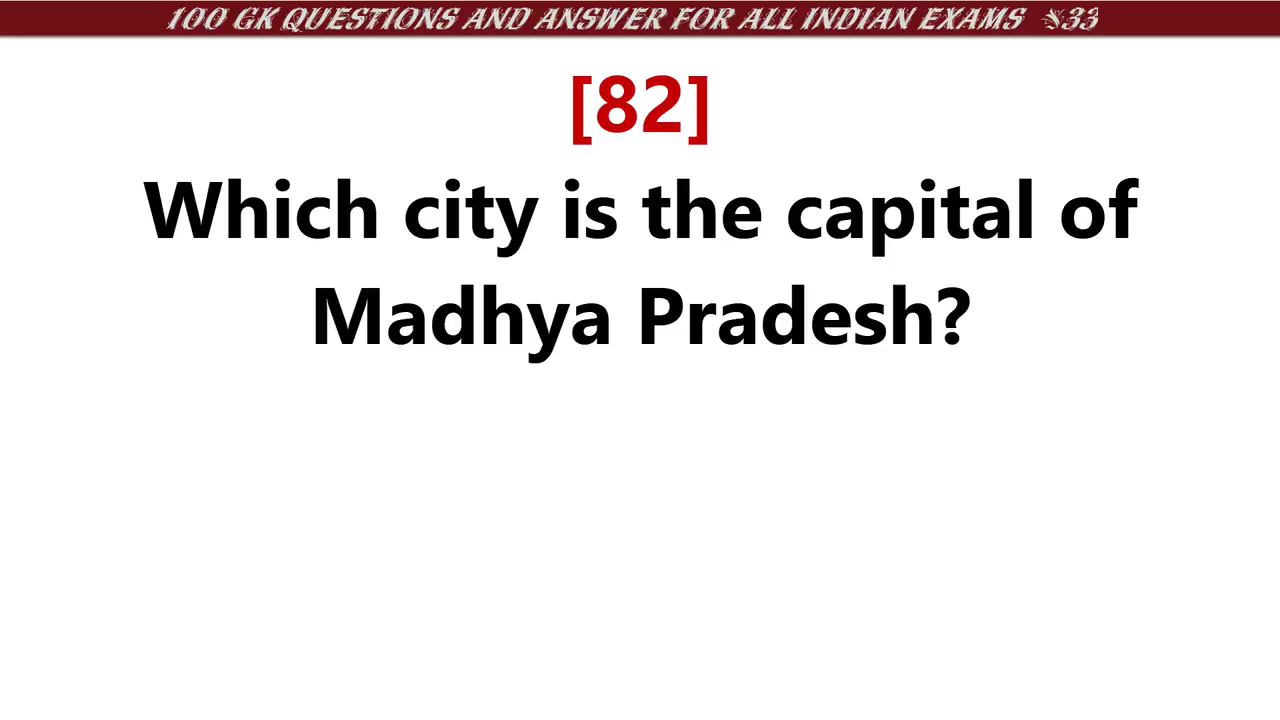 100 GK QUESTIONS AND ANSWER FOR ALL INDIAN EXAMS
[82]
Which city is the capital of
Madhya Pradesh?